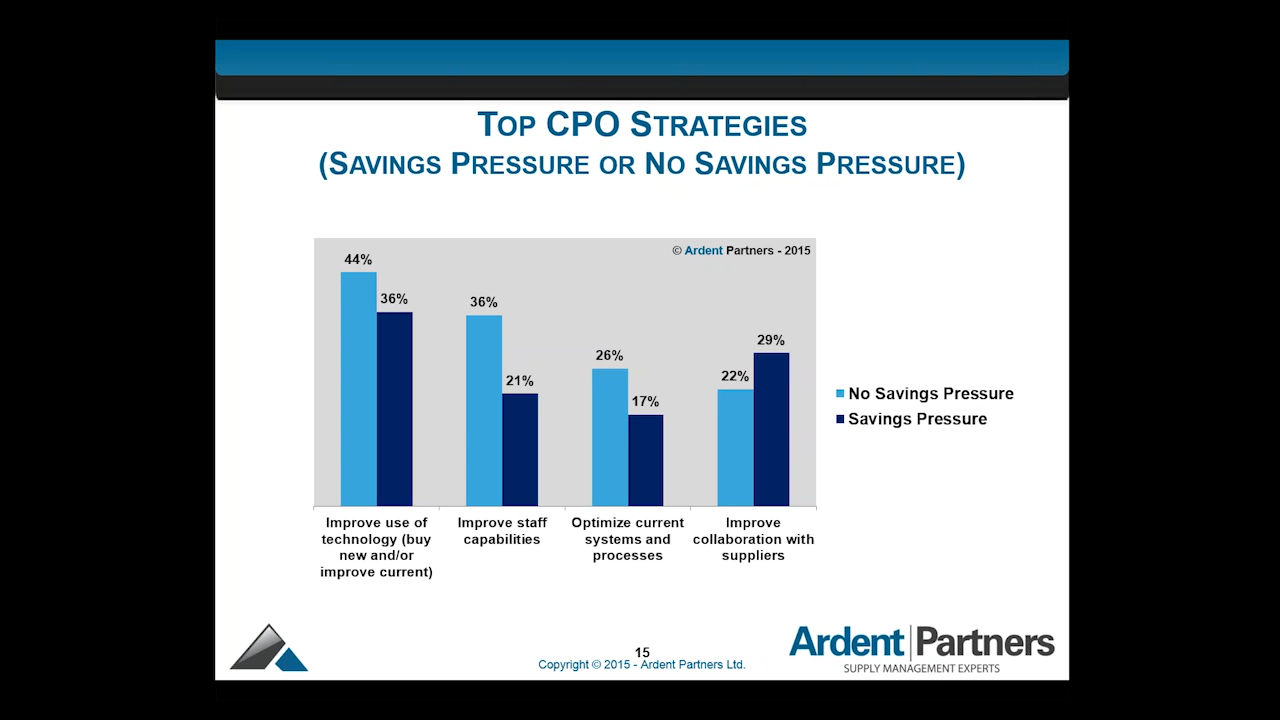 TOP CPO STRATEGIES
(SAVINGS PRESSURE OR NO SAVINGS PRESSURE)
© Ardent Partners - 2015
44%
36%
36%
21%
26%
17%
22%
29%
No Savings Pressure
Savings Pressure
Improve use of
technology (buy
new and/or
improve current)
Improve staff
capabilities
Optimize current
systems and
processes
Improve
collaboration with
suppliers
15
Copyright © 2015 - Ardent Partners Ltd.
Ardent Partners
SUPPLY MANAGEMENT EXPERTS